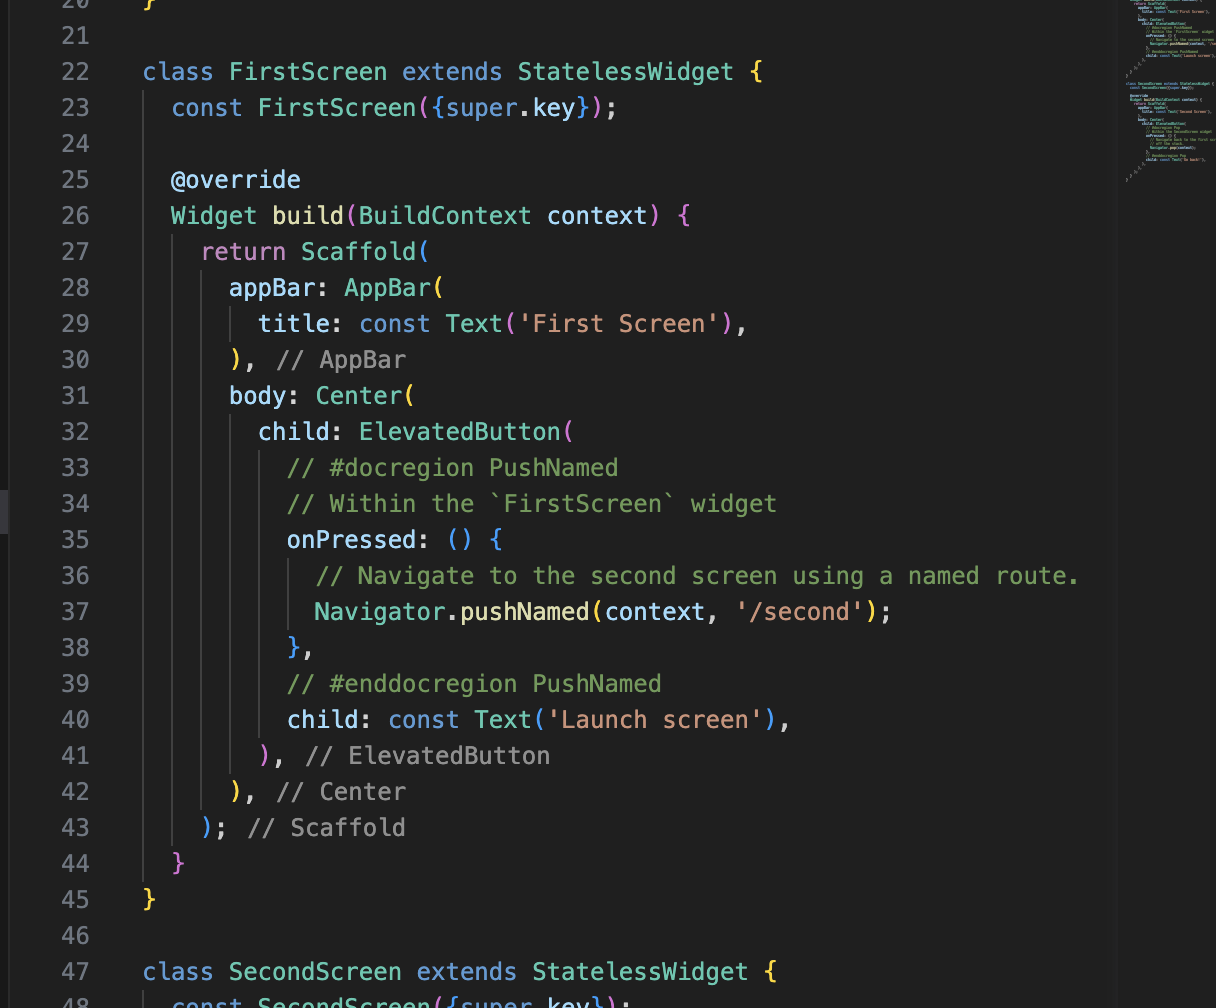 20 }
21
22 class FirstScreen extends StatelessWidget {
23   const FirstScreen({super.key});
24
25   @override
26   Widget build(BuildContext context) {
27     return Scaffold(
28       appBar: AppBar(
29         title: const Text('First Screen'),
30       ), // AppBar
31       body: Center(
32         child: ElevatedButton(
33           // #docregion PushNamed
34           // Within the `FirstScreen` widget
35           onPressed: () {
36             // Navigate to the second screen using a named route.
37             Navigator.pushNamed(context, '/second');
38           },
39           // #enddocregion PushNamed
40           child: const Text('Launch screen'),
41         ), // ElevatedButton
42       ), // Center
43     ); // Scaffold
44   }
45 }
46
47 class SecondScreen extends StatelessWidget {
48   const SecondScreen({super.key});